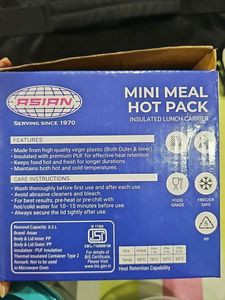 ASIAN
SERVING SINCE 1970
MINI MEAL
HOT PACK
INSULATED LUNCH CARRIER
FEATURES
• Made from high-quality virgin plastic (Both Outer & Inner).
• Insulated with premium PUF for effective heat retention.
• Keeps food hot and fresh for longer durations.
• Maintains both hot and cold temperatures.
CARE INSTRUCTIONS
• Wash thoroughly before first use and after each use.
• Avoid abrasive cleaners and bleach.
• For best results, pre-heat or pre-chill with
hot/cold water for 10–15 minutes before use.
• Always secure the lid tightly after use.
FOOD
GRADE
FREEZER
SAFE
PP
Nominal Capacity: 0.5 L
Brand Name: Asian
Body & Lid Inner: PP
Body & Lid Outer: PP
Insulation: PUF Insulation
Thermal Insulated Container Type 2
Remark: Not to be used
in Microwave Oven
For details of
BIS Certificate,
Please visit
www.bis.gov.in
Heat Retention Capability